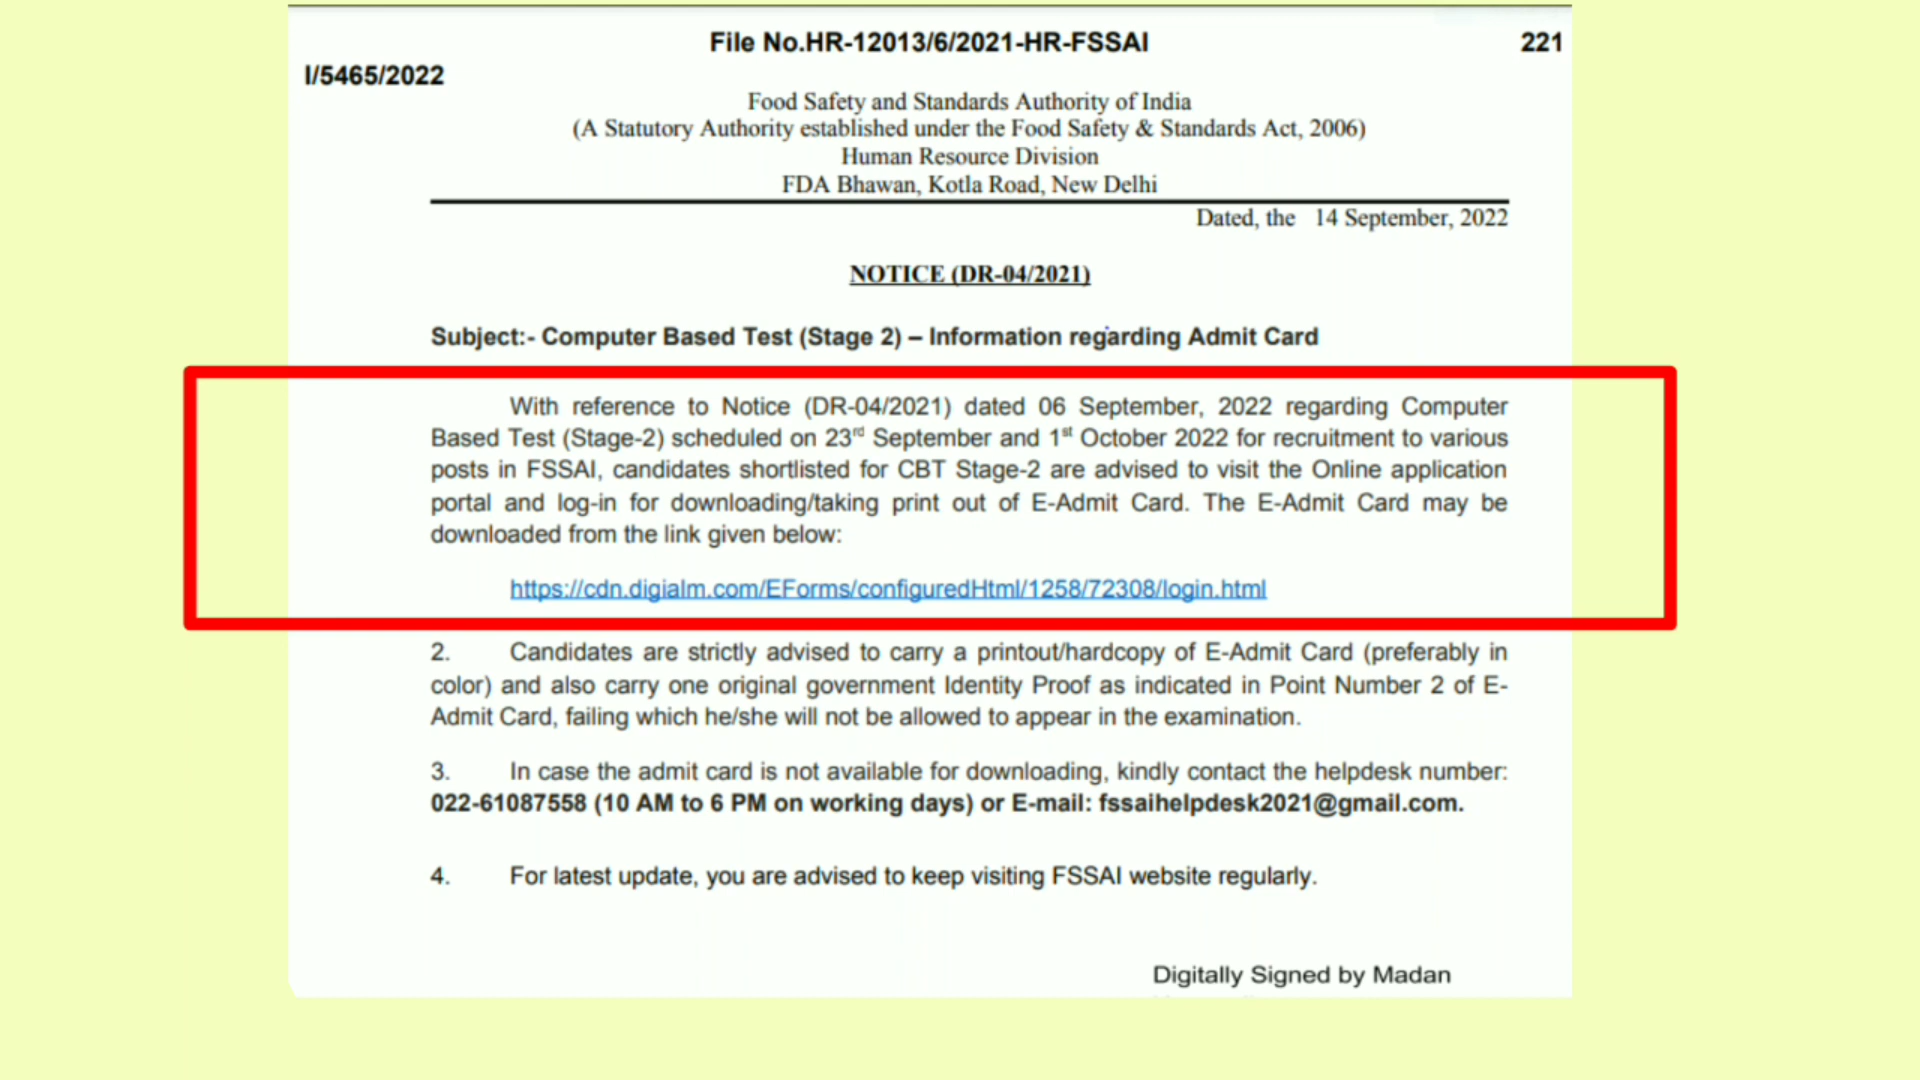 File No.HR-12013/6/2021-HR-FSSAI
221
I/5465/2022
Food Safety and Standards Authority of India
(A Statutory Authority established under the Food Safety & Standards Act, 2006)
Human Resource Division
FDA Bhawan, Kotla Road, New Delhi
Dated, the 14 September, 2022
NOTICE (DR-04/2021)
Subject:- Computer Based Test (Stage 2) – Information regarding Admit Card
With reference to Notice (DR-04/2021) dated 06 September, 2022 regarding Computer
Based Test (Stage-2) scheduled on 23rd September and 1st October 2022 for recruitment to various
posts in FSSAI, candidates shortlisted for CBT Stage-2 are advised to visit the Online application
portal and log-in for downloading/taking print out of E-Admit Card. The E-Admit Card may be
downloaded from the link given below:
https://cdn.digialm.com/EForms/configuredHtml/1258/72308/login.html
2. Candidates are strictly advised to carry a printout/hardcopy of E-Admit Card (preferably in
color) and also carry one original government Identity Proof as indicated in Point Number 2 of E-
Admit Card, failing which he/she will not be allowed to appear in the examination.
3. In case the admit card is not available for downloading, kindly contact the helpdesk number:
022-61087558 (10 AM to 6 PM on working days) or E-mail: fssaihelpdesk2021@gmail.com.
4. For latest update, you are advised to keep visiting FSSAI website regularly.
Digitally Signed by Madan